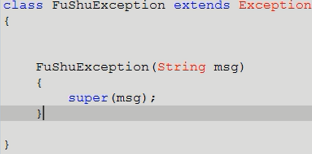 class FuShuException extends Exception
{
FuShuException(String msg)
{
super(msg);
}
}